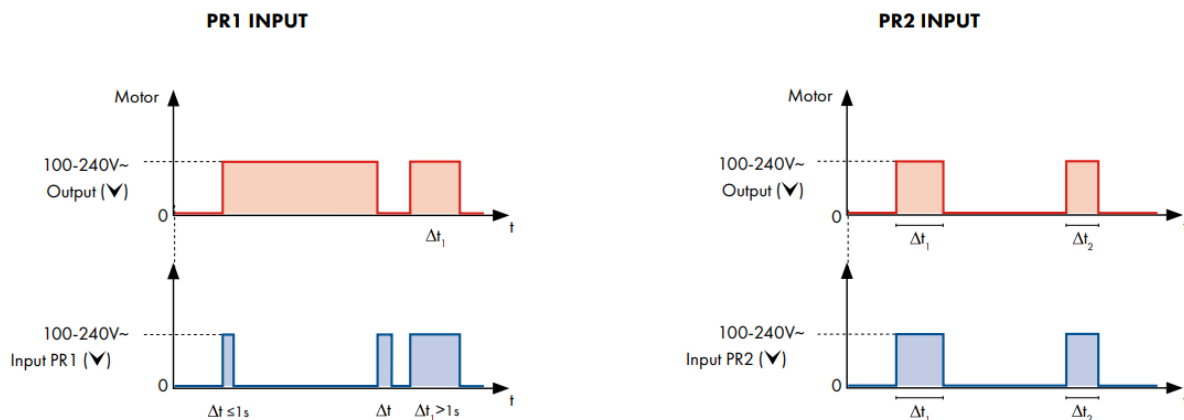 PR1 INPUT
Motor
100-240V~
Output (⮟)
0
t
Δt₁
100-240V~
Input PR1 (⮟)
0
t
Δt ≤1s
Δt
Δt₁>1s
PR2 INPUT
Motor
100-240V~
Output (⮟)
0
t
Δt₁
Δt₂
100-240V~
Input PR2 (⮟)
0
t
Δt₁
Δt₂